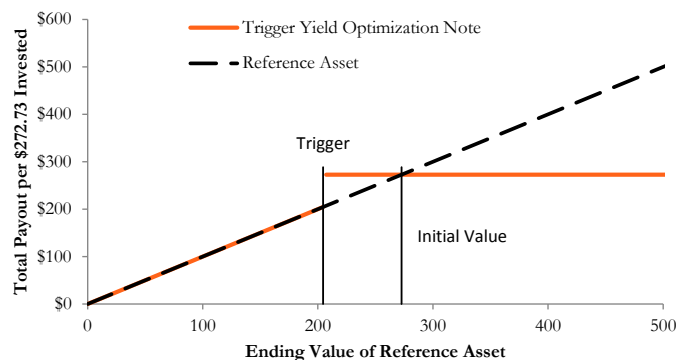 $600
$500
$400
$300
$200
$100
$0
Total Payout per $272.73 Invested
Trigger Yield Optimization Note
Reference Asset
Trigger
Initial Value
0
100
200
300
400
500
Ending Value of Reference Asset